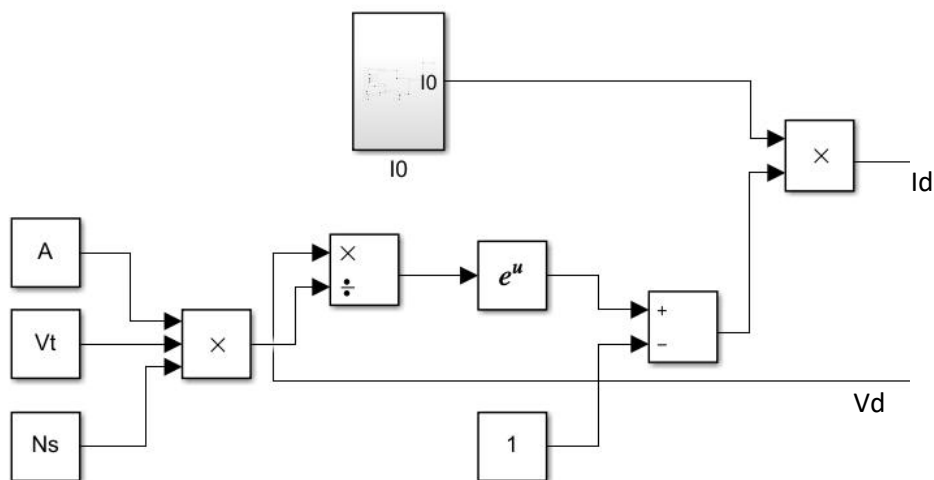 I0
I0
×
Id
A
×
÷
e^u
Vt
×
+
−
Vd
Ns
1